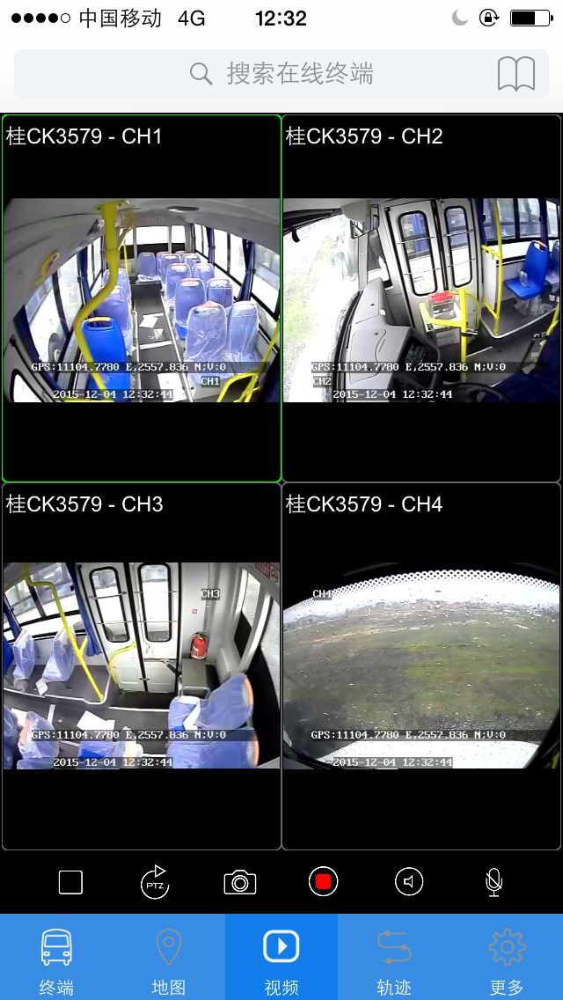 中国移动 4G 12:32
搜索在线终端
桂CK3579 - CH1
GPS:11104.7780 E,2557.836 N;V:0
CH1
2015-12-04 12:32:44
桂CK3579 - CH2
GPS:11104.7780 E,2557.836 N;V:0
CH2
2015-12-04 12:32:44
桂CK3579 - CH3
CH3
GPS:11104.7780 E,2557.836 N;V:0
2015-12-04 12:32:44
桂CK3579 - CH4
CH4
GPS:11104.7780 E,2557.836 N;V:0
2015-12-04 12:32:44
PTZ
终端 地图 视频 轨迹 更多